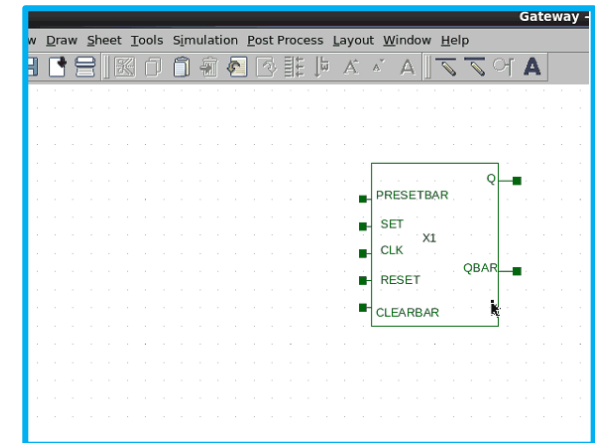 Gateway -
w Draw Sheet Tools Simulation Post Process Layout Window Help
Q
PRESETBAR
SET
X1
CLK
QBAR
RESET
CLEARBAR